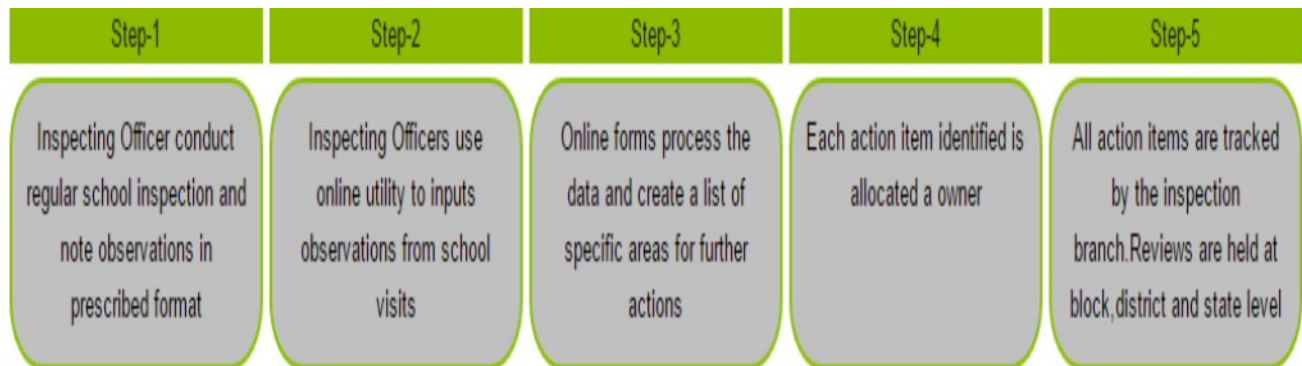 Step-1
Inspecting Officer conduct
regular school inspection and
note observations in
prescribed format
Step-2
Inspecting Officers use
online utility to inputs
observations from school
visits
Step-3
Online forms process the
data and create a list of
specific areas for further
actions
Step-4
Each action item identified is
allocated a owner
Step-5
All action items are tracked
by the inspection
branch.Reviews are held at
block,district and state level